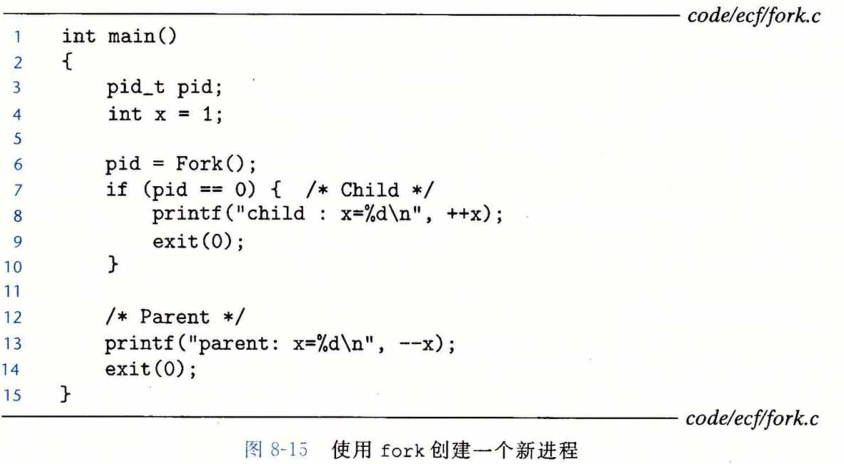 code/ecf/fork.c
1 int main()
2 {
3 pid_t pid;
4 int x = 1;
5
6 pid = Fork();
7 if (pid == 0) { /* Child */
8 printf("child : x=%d\n", ++x);
9 exit(0);
10 }
11
12 /* Parent */
13 printf("parent: x=%d\n", --x);
14 exit(0);
15 }
code/ecf/fork.c
图 8-15 使用 fork 创建一个新进程